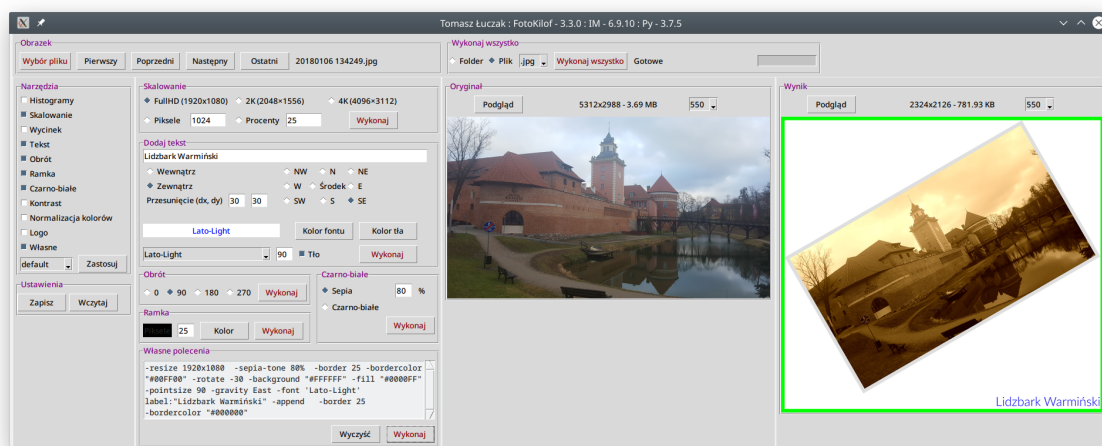 Tomasz Łuczak : FotoKilof - 3.3.0 : IM - 6.9.10 : Py - 3.7.5
Obrazek
Wybór pliku Pierwszy Poprzedni Następny Ostatni 20180106 134249.jpg
Wykonaj wszystko
Folder Plik .jpg Wykonaj wszystko Gotowe
Narzędzia
Histogramy
Skalowanie
Wycinek
Tekst
Obrót
Ramka
Czarno-białe
Kontrast
Normalizacja kolorów
Logo
Własne
default Zastosuj
Ustawienia
Zapisz Wczytaj
Skalowanie
FullHD (1920x1080) 2K (2048×1556) 4K (4096×3112)
Piksele 1024 Procenty 25 Wykonaj
Dodaj tekst
Lidzbark Warmiński
Wewnątrz NW N NE
Zewnątrz W Środek E
Przesunięcie (dx, dy) 30 30 SW S SE
Lato-Light Kolor fontu Kolor tła
Lato-Light 90 Tło Wykonaj
Obrót
0 90 180 270 Wykonaj
Czarno-białe
Sepia 80 %
Czarno-białe
Wykonaj
Ramka
Piksele 25 Kolor Wykonaj
Własne polecenia
-resize 1920x1080 -sepia-tone 80% -border 25 -bordercolor
"#00FF00" -rotate -30 -background "#FFFFFF" -fill "#0000FF"
-pointsize 90 -gravity East -font 'Lato-Light'
label:"Lidzbark Warmiński" -append -border 25
-bordercolor "#000000"
Wyczyść Wykonaj
Oryginał
Podgląd 5312x2988 - 3.69 MB 550
Wynik
Podgląd 2324x2126 - 781.93 KB 550
Lidzbark Warmiński